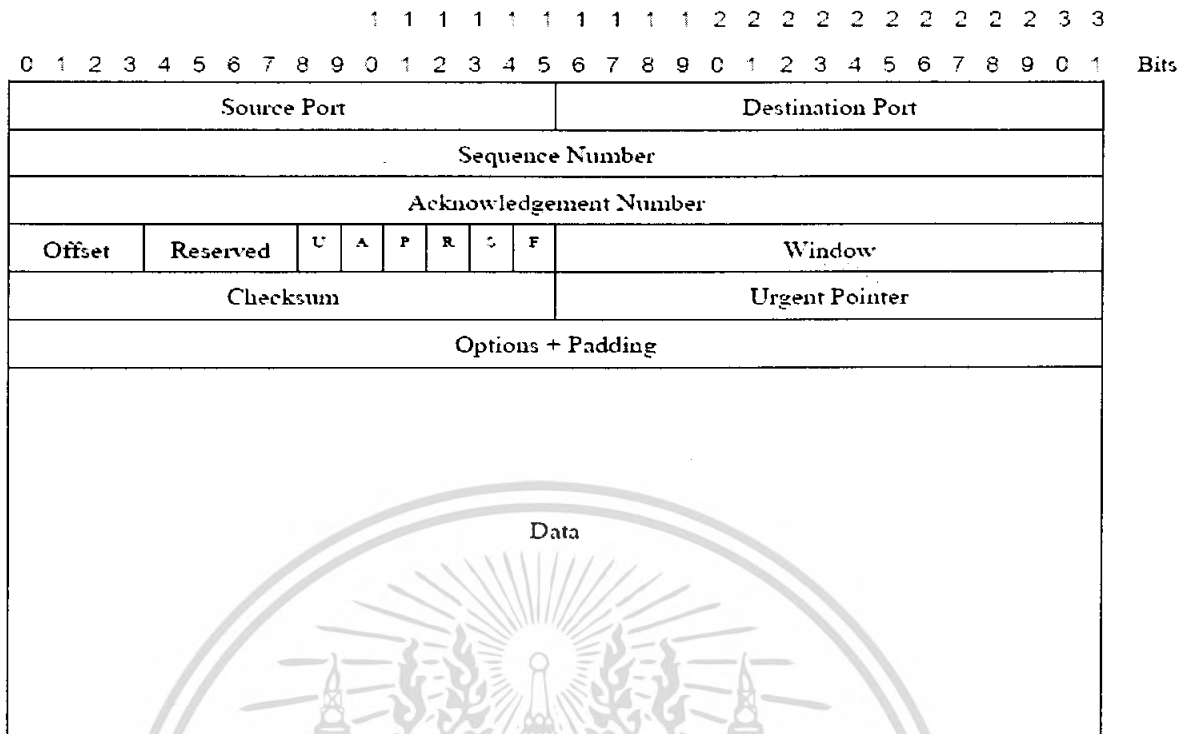 1 1 1 1 1 1 1 1 1 1 2 2 2 2 2 2 2 2 2 2 3 3
0 1 2 3 4 5 6 7 8 9 0 1 2 3 4 5 6 7 8 9 0 1 2 3 4 5 6 7 8 9 0 1 Bits
Source Port Destination Port
Sequence Number
Acknowledgement Number
Offset Reserved U A P R S F Window
Checksum Urgent Pointer
Options + Padding
Data